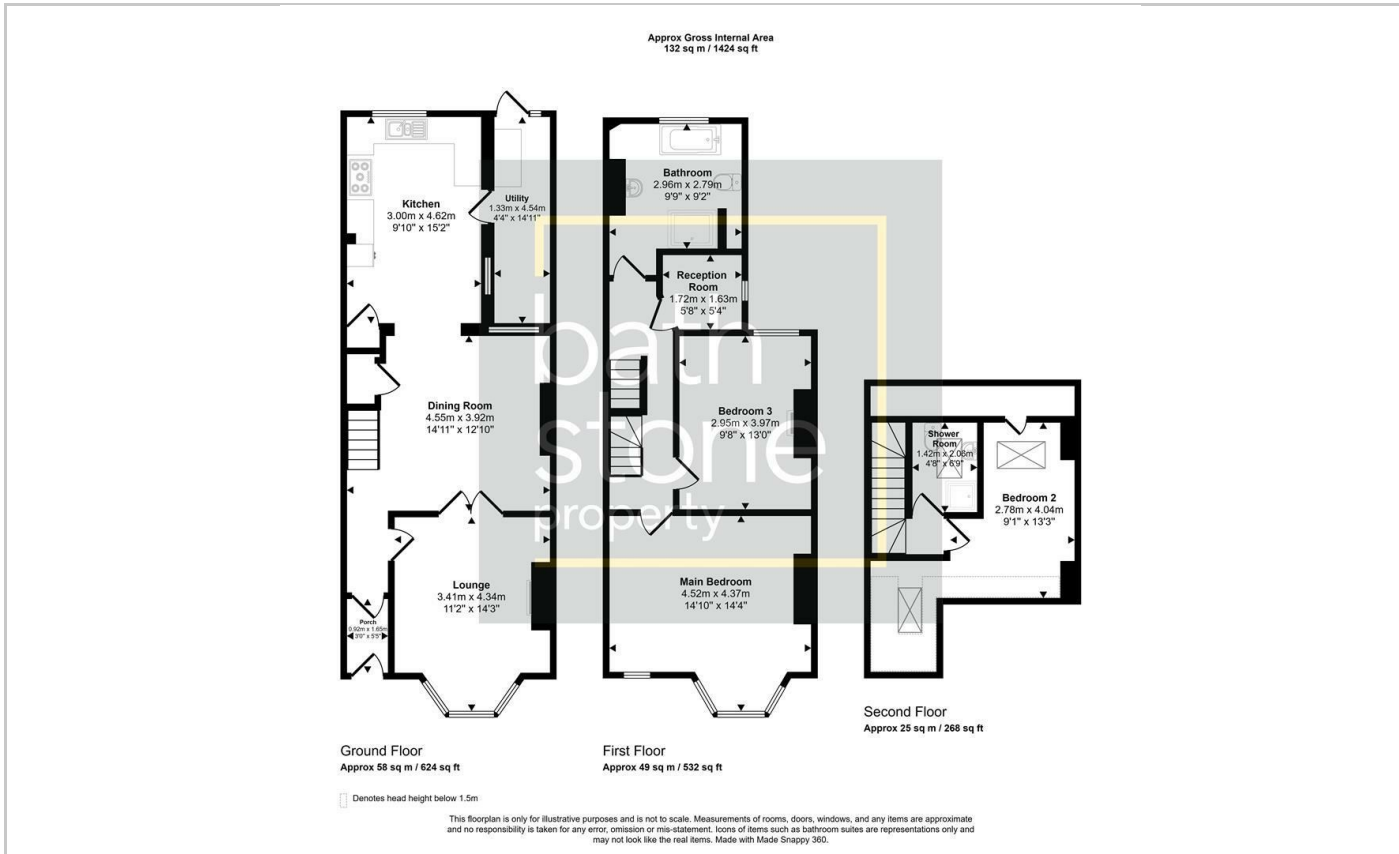 Approx Gross Internal Area
132 sq m / 1424 sq ft
Kitchen
3.00m x 4.62m
9'10" x 15'2"
Utility
1.33m x 4.54m
4'4" x 14'11"
Dining Room
4.55m x 3.92m
14'11" x 12'10"
Lounge
3.41m x 4.34m
11'2" x 14'3"
Porch
0.92m x 1.65m
3'0" x 5'5"
Ground Floor
Approx 58 sq m / 624 sq ft
Bathroom
2.96m x 2.79m
9'9" x 9'2"
Reception
Room
1.72m x 1.63m
5'8" x 5'4"
Bedroom 3
2.95m x 3.97m
9'8" x 13'0"
Main Bedroom
4.52m x 4.37m
14'10" x 14'4"
First Floor
Approx 49 sq m / 532 sq ft
Shower
Room
1.42m x 2.06m
4'8" x 6'9"
Bedroom 2
2.78m x 4.04m
9'1" x 13'3"
Second Floor
Approx 25 sq m / 268 sq ft
bath
stone
property
Denotes head height below 1.5m
This floorplan is only for illustrative purposes and is not to scale. Measurements of rooms, doors, windows, and any items are approximate
and no responsibility is taken for any error, omission or mis-statement. Icons of items such as bathroom suites are representations only and
may not look like the real items. Made with Made Snappy 360.